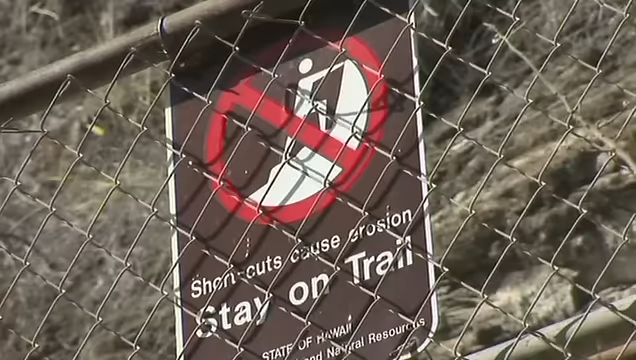 Short-cuts cause erosion
Stay on Trail
STATE OF HAWAII
and Natural Resources